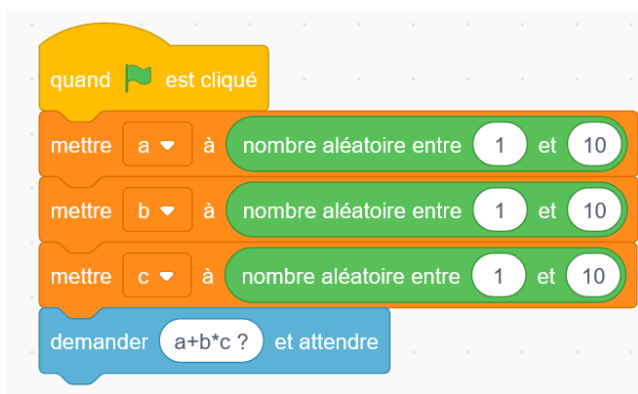 quand est cliqué
mettre a à nombre aléatoire entre 1 et 10
mettre b à nombre aléatoire entre 1 et 10
mettre c à nombre aléatoire entre 1 et 10
demander a+b*c ? et attendre